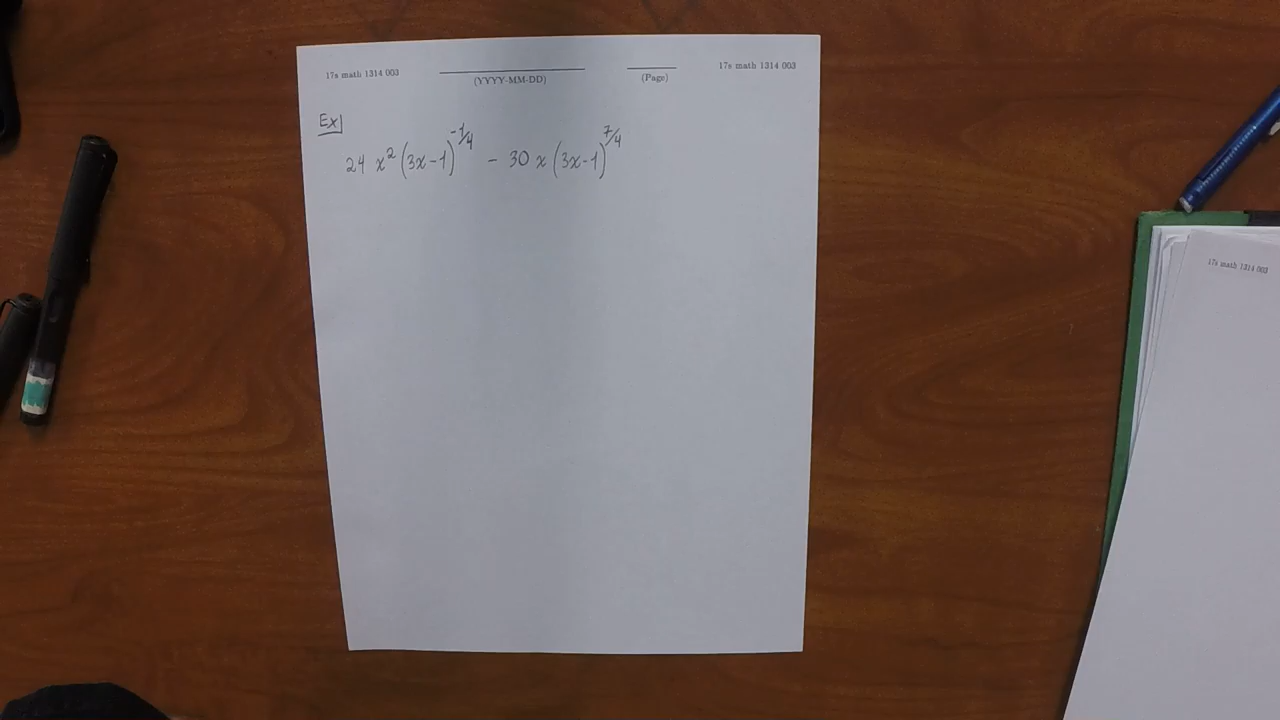 17s math 1314 003 (YYYY-MM-DD) (Page) 17s math 1314 003
Ex
24 x² (3x-1)^(-1/4) - 30 x (3x-1)^(7/4)
17s math 1314 003